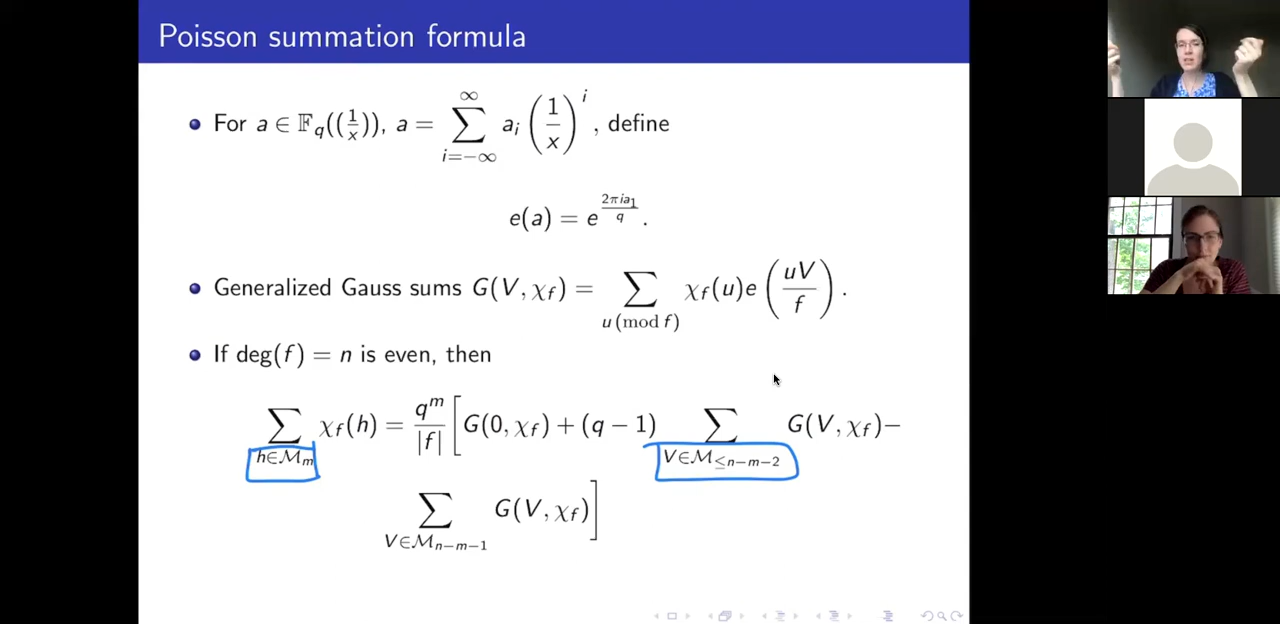 Poisson summation formula
• For a ∈ 𝔽_q((1/x)), a = ∑_{i=−∞}^{∞} a_i (1/x)^i, define
e(a) = e^{2πia_1/q}.
• Generalized Gauss sums G(V, χ_f) = ∑_{u (mod f)} χ_f(u)e(uV/f).
• If deg(f) = n is even, then
∑_{h∈ℳ_m} χ_f(h) = q^m/|f| [G(0, χ_f) + (q − 1) ∑_{V∈ℳ_{≤n−m−2}} G(V, χ_f)−
∑_{V∈ℳ_{n−m−1}} G(V, χ_f)]